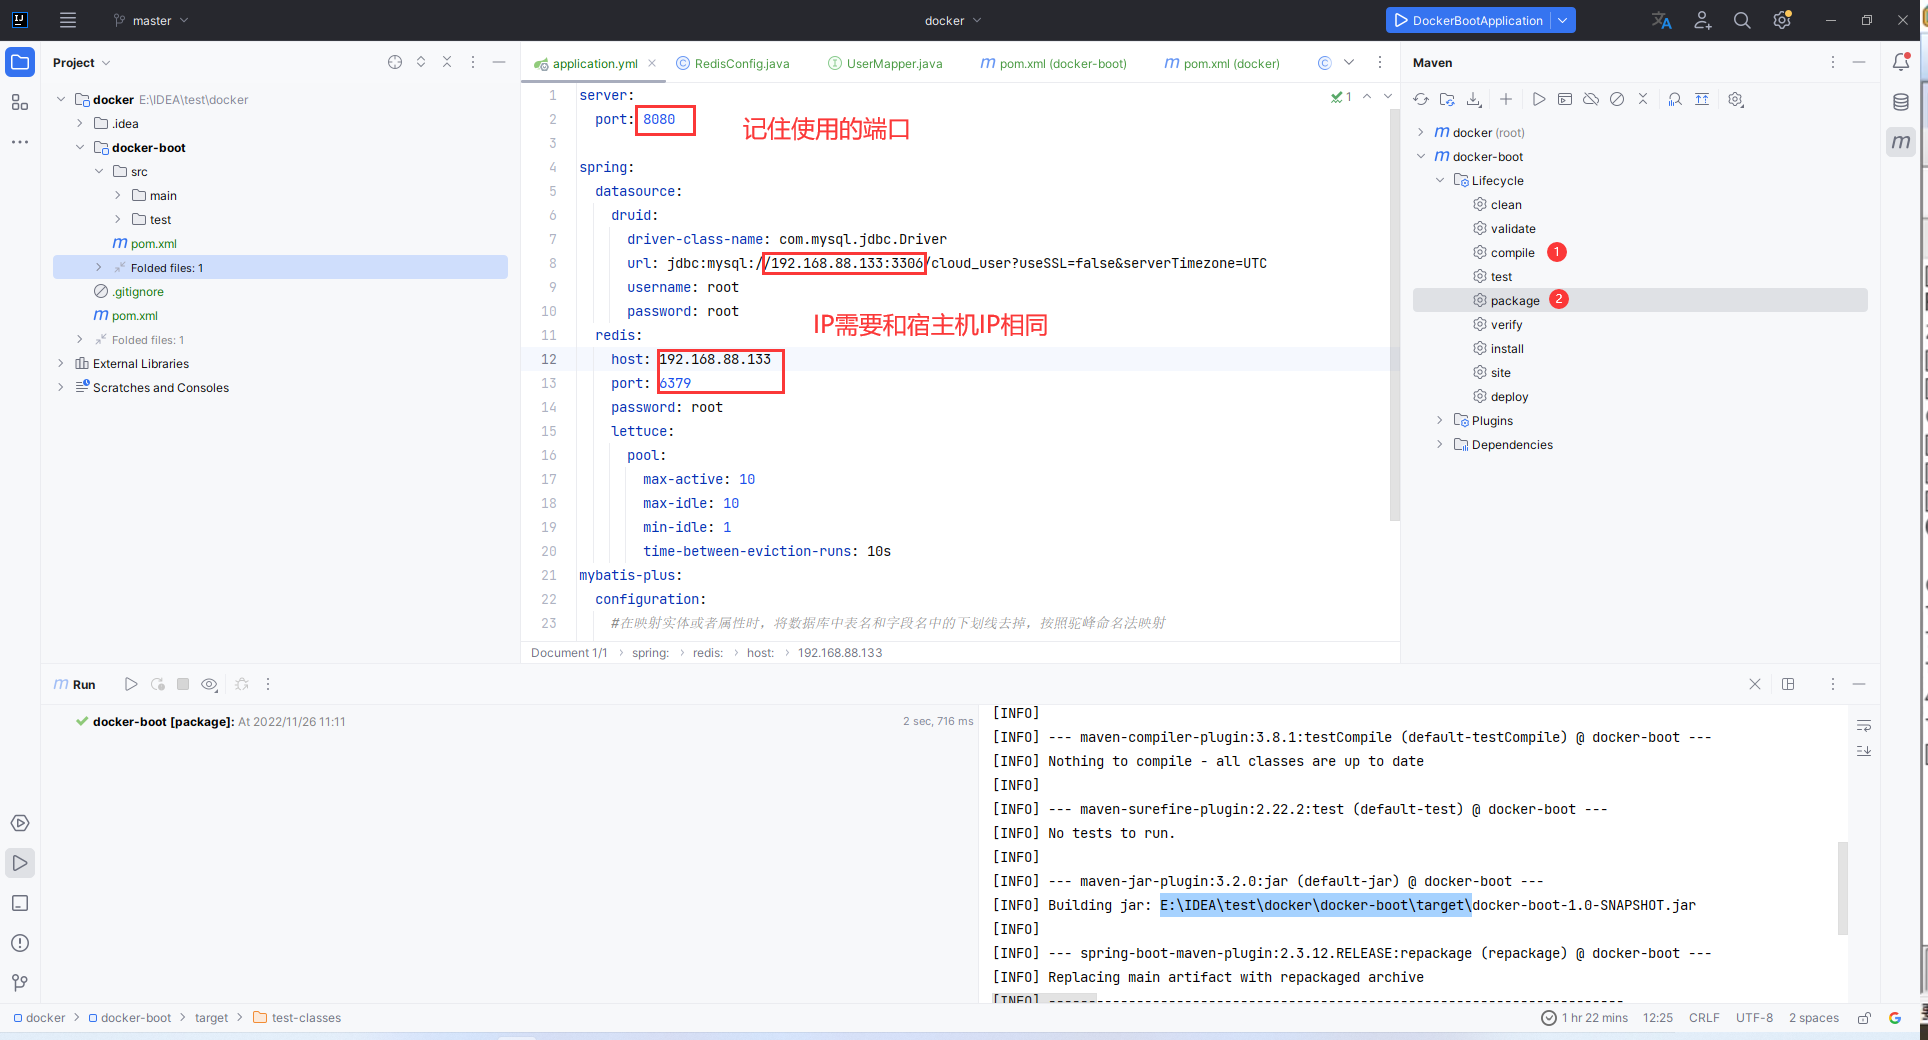 master
docker
DockerBootApplication
Project
docker E:\IDEA\test\docker
.idea
docker-boot
src
main
test
pom.xml
Folded files: 1
.gitignore
pom.xml
Folded files: 1
External Libraries
Scratches and Consoles
application.yml
RedisConfig.java
UserMapper.java
pom.xml (docker-boot)
pom.xml (docker)
1 server:
2 port: 8080
记住使用的端口
3
4 spring:
5 datasource:
6 druid:
7 driver-class-name: com.mysql.jdbc.Driver
8 url: jdbc:mysql://192.168.88.133:3306/cloud_user?useSSL=false&serverTimezone=UTC
9 username: root
10 password: root
IP需要和宿主机IP相同
11 redis:
12 host: 192.168.88.133
13 port: 6379
14 password: root
15 lettuce:
16 pool:
17 max-active: 10
18 max-idle: 10
19 min-idle: 1
20 time-between-eviction-runs: 10s
21 mybatis-plus:
22 configuration:
23 #在映射实体或者属性时，将数据库中表名和字段名中的下划线去掉，按照驼峰命名法映射
1
Document 1/1 › spring: › redis: › host: › 192.168.88.133
Maven
docker (root)
docker-boot
Lifecycle
clean
validate
compile 1
test
package 2
verify
install
site
deploy
Plugins
Dependencies
Run
docker-boot [package]: At 2022/11/26 11:11
2 sec, 716 ms
[INFO]
[INFO] --- maven-compiler-plugin:3.8.1:testCompile (default-testCompile) @ docker-boot ---
[INFO] Nothing to compile - all classes are up to date
[INFO]
[INFO] --- maven-surefire-plugin:2.22.2:test (default-test) @ docker-boot ---
[INFO] No tests to run.
[INFO]
[INFO] --- maven-jar-plugin:3.2.0:jar (default-jar) @ docker-boot ---
[INFO] Building jar: E:\IDEA\test\docker\docker-boot\target\docker-boot-1.0-SNAPSHOT.jar
[INFO]
[INFO] --- spring-boot-maven-plugin:2.3.12.RELEASE:repackage (repackage) @ docker-boot ---
[INFO] Replacing main artifact with repackaged archive
[INFO] ------------------------------------------------------------------------
docker › docker-boot › target › test-classes
1 hr 22 mins
12:25
CRLF
UTF-8
2 spaces